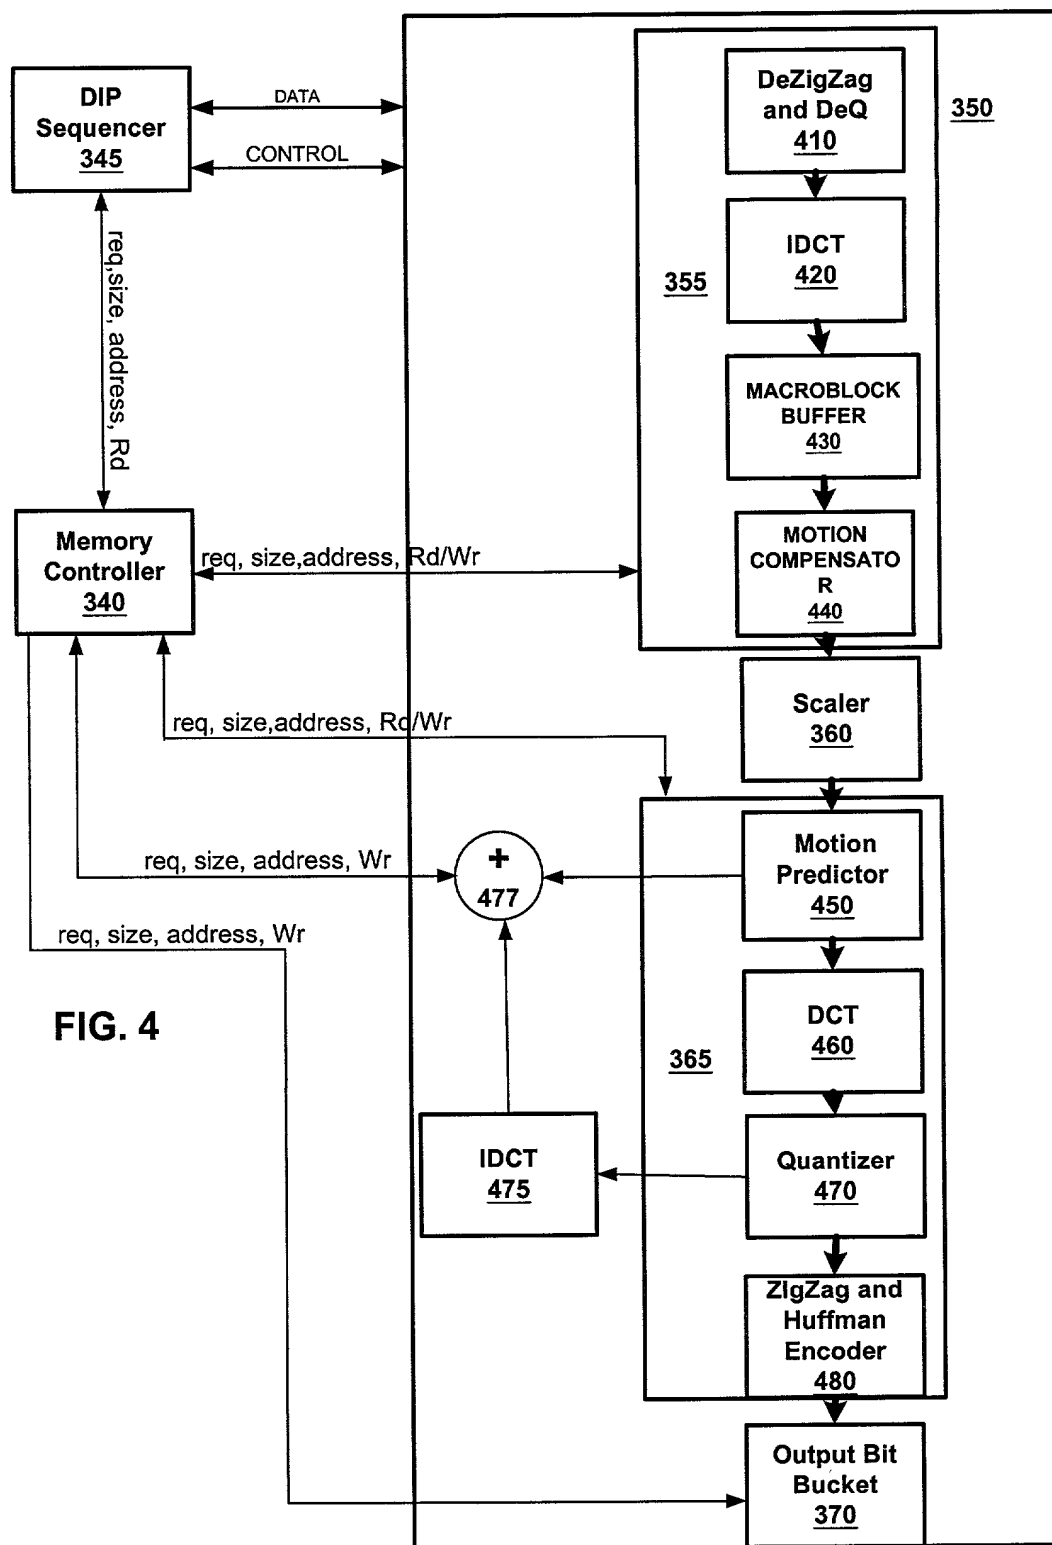 DIP
Sequencer
345
DATA
CONTROL
req,size, address, Rd
Memory
Controller
340
req, size,address, Rd/Wr
req, size,address, Rd/Wr
req, size, address, Wr
req, size, address, Wr
FIG. 4
350
355
DeZigZag
and DeQ
410
IDCT
420
MACROBLOCK
BUFFER
430
MOTION
COMPENSATO
R
440
Scaler
360
+
477
Motion
Predictor
450
DCT
460
365
IDCT
475
Quantizer
470
ZIgZag and
Huffman
Encoder
480
Output Bit
Bucket
370